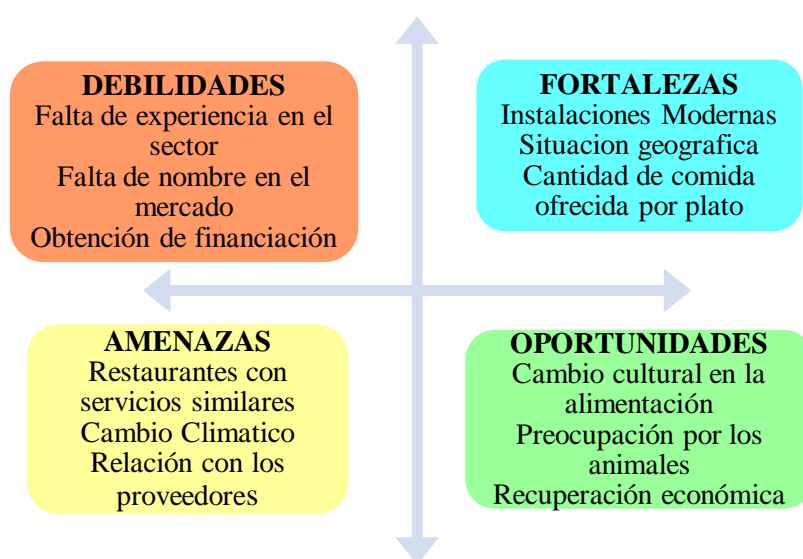 DEBILIDADES
Falta de experiencia en el
sector
Falta de nombre en el
mercado
Obtención de financiación
FORTALEZAS
Instalaciones Modernas
Situacion geografica
Cantidad de comida
ofrecida por plato
AMENAZAS
Restaurantes con
servicios similares
Cambio Climatico
Relación con los
proveedores
OPORTUNIDADES
Cambio cultural en la
alimentación
Preocupación por los
animales
Recuperación económica